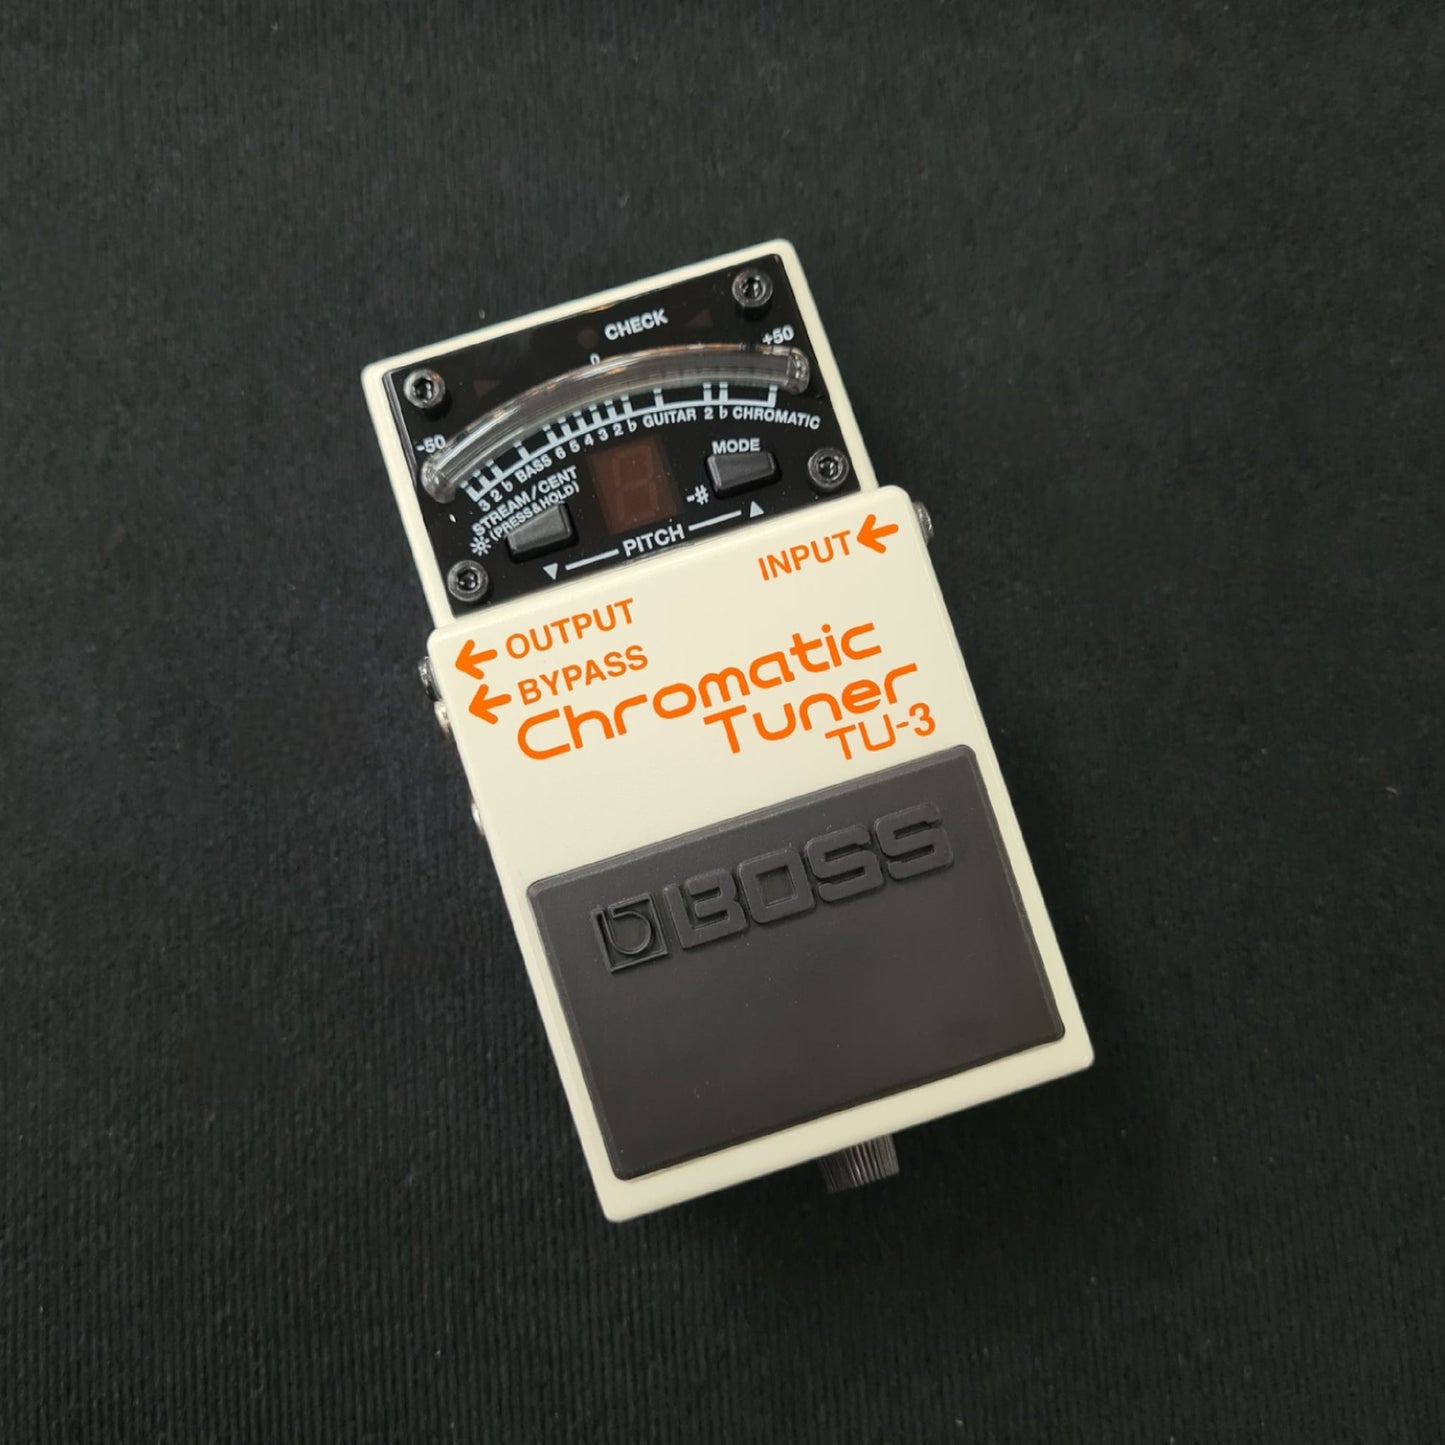 CHECK
-50 0 +50
3 2 ♭ BASS 6 5 4 3 2 ♭ GUITAR 2 ♭ CHROMATIC
STREAM/CENT
(PRESS&HOLD)
MODE
-#
▼ PITCH ▲
INPUT ←
← OUTPUT
← BYPASS
Chromatic
Tuner
TU-3
BOSS